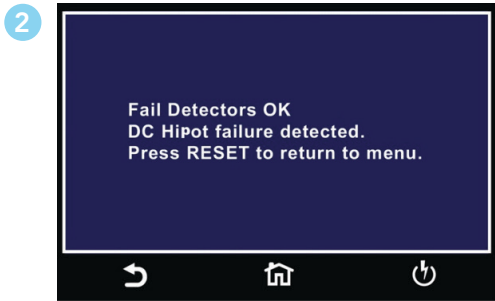 2
Fail Detectors OK
DC Hipot failure detected.
Press RESET to return to menu.